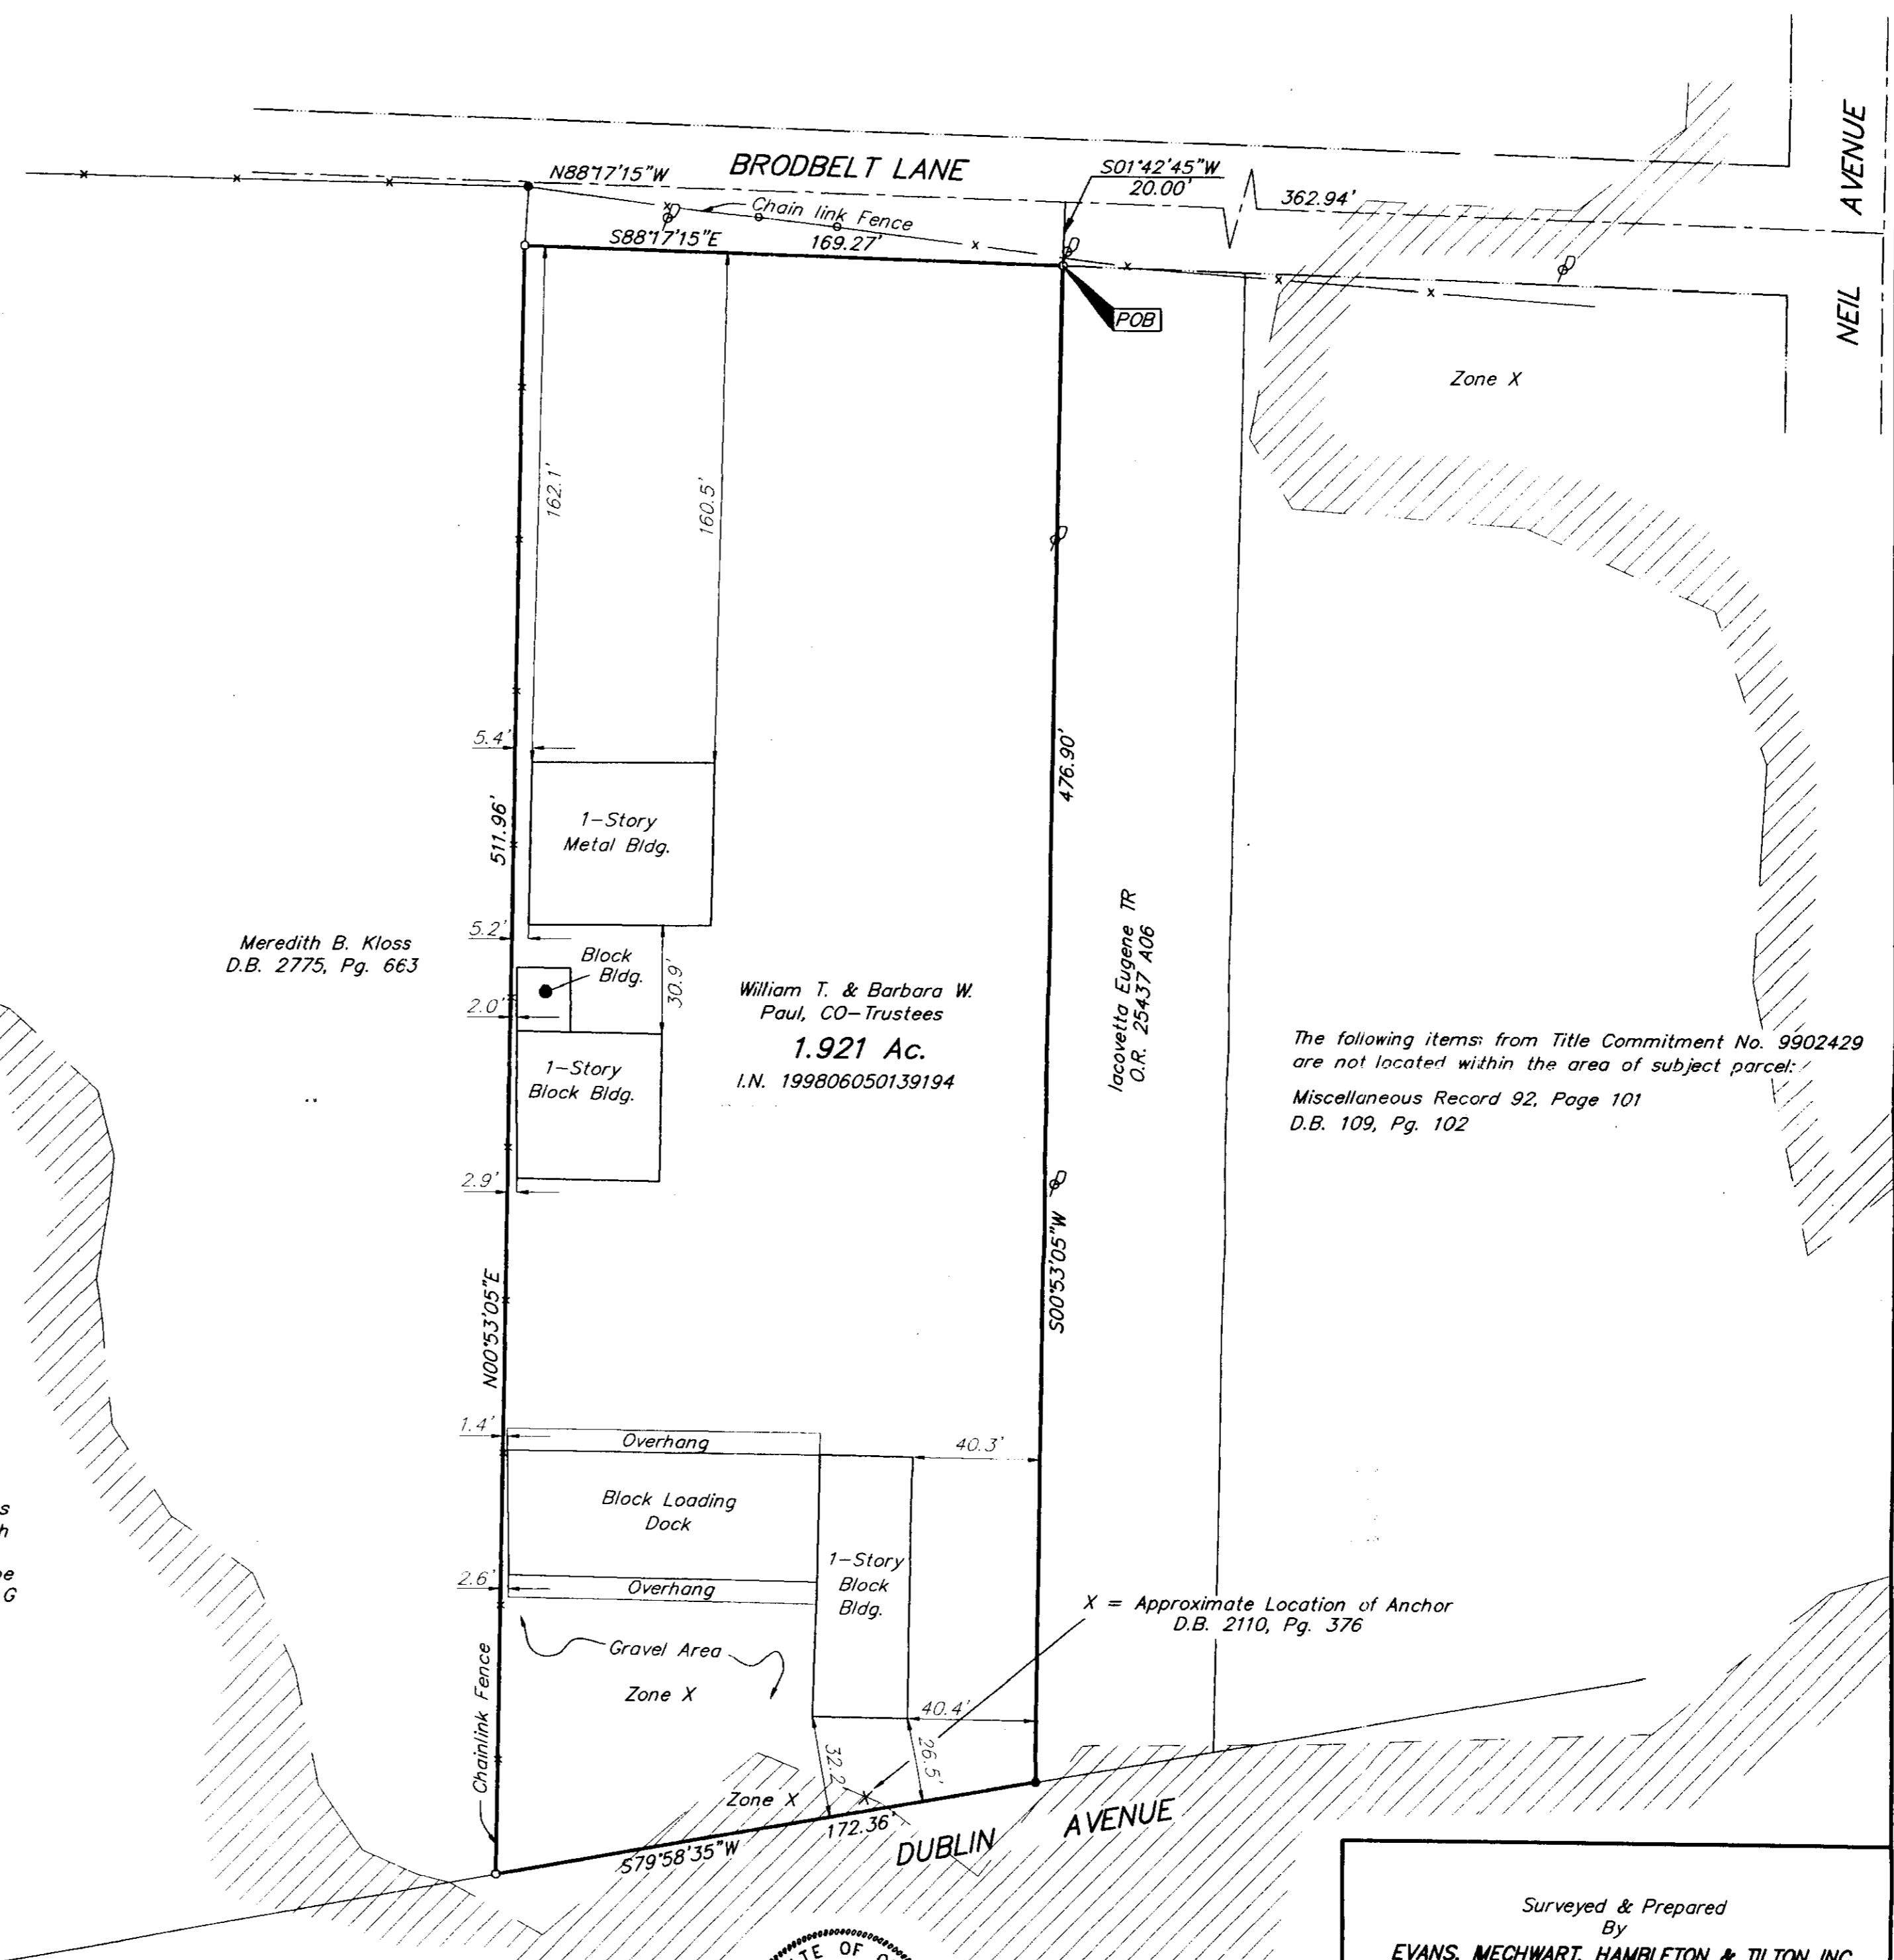 NEIL AVENUE
BRODBELT LANE
N88°17'15"W
S01°42'45"W
20.00'
362.94'
Chain link Fence
S88°17'15"E
169.27'
POB
Zone X
162.1'
160.5'
5.4'
476.90'
511.96'
1-Story
Metal Bldg.
5.2'
Meredith B. Kloss
D.B. 2775, Pg. 663
Block
Bldg.
30.9'
2.0'
William T. & Barbara W.
Paul, CO-Trustees
1.921 Ac.
I.N. 199806050139194
Iacovetta Eugene TR
O.R. 25437 A06
The following items from Title Commitment No. 9902429
are not located within the area of subject parcel:
Miscellaneous Record 92, Page 101
D.B. 109, Pg. 102
1-Story
Block Bldg.
2.9'
S00°53'05"W
N00°53'05"E
1.4'
Overhang
40.3'
Block Loading
Dock
1-Story
Block
Bldg.
2.6'
Overhang
X = Approximate Location of Anchor
D.B. 2110, Pg. 376
Gravel Area
Zone X
Chainlink Fence
40.4'
32.2'
26.5'
Zone X
X
172.36'
S79°58'35"W
DUBLIN AVENUE
Surveyed & Prepared
By
EVANS, MECHWART, HAMBLETON & TILTON INC.
OF